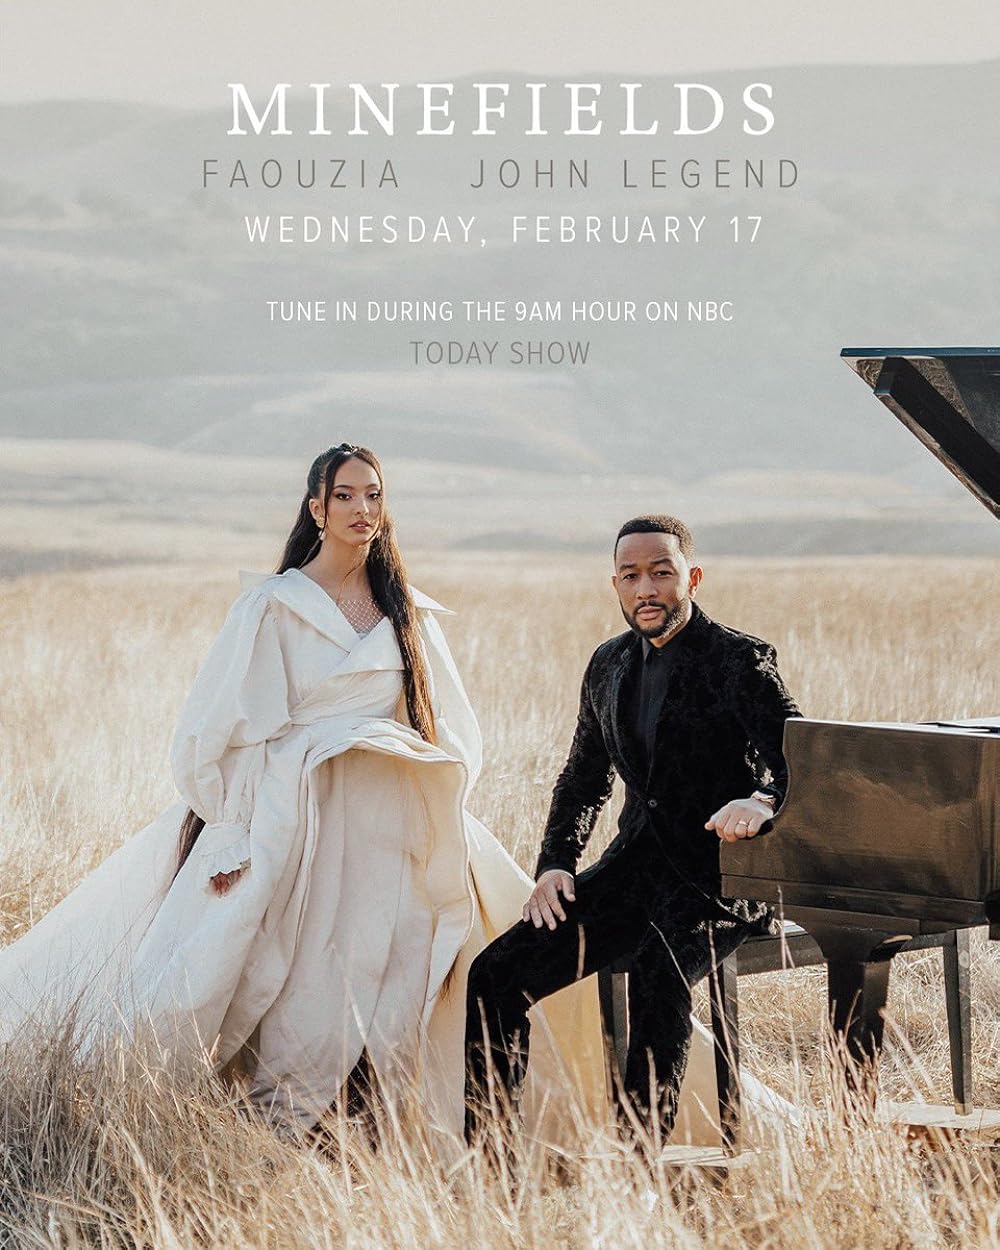 MINEFIELDS
FAOUZIA JOHN LEGEND
WEDNESDAY, FEBRUARY 17
TUNE IN DURING THE 9AM HOUR ON NBC
TODAY SHOW